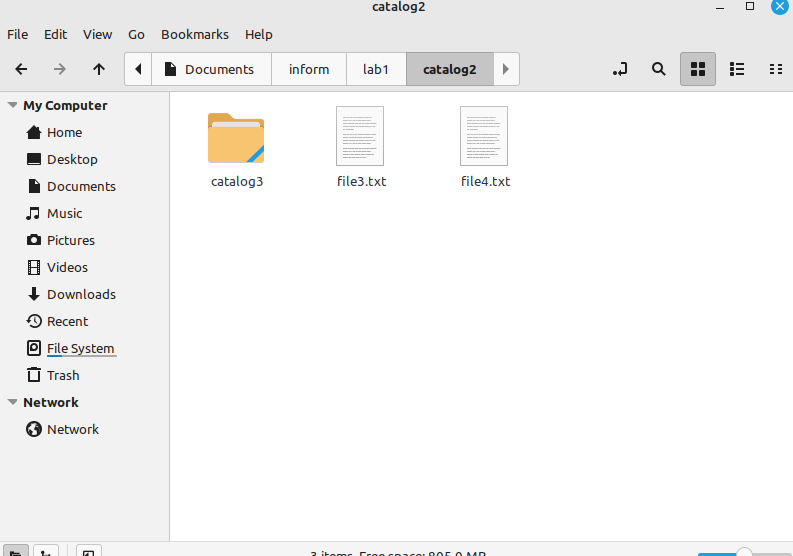 catalog2
File Edit View Go Bookmarks Help
Documents inform lab1 catalog2
My Computer
Home
Desktop
Documents
Music
Pictures
Videos
Downloads
Recent
File System
Trash
Network
Network
catalog3 file3.txt file4.txt
3 items, Free space: 805,0 MB